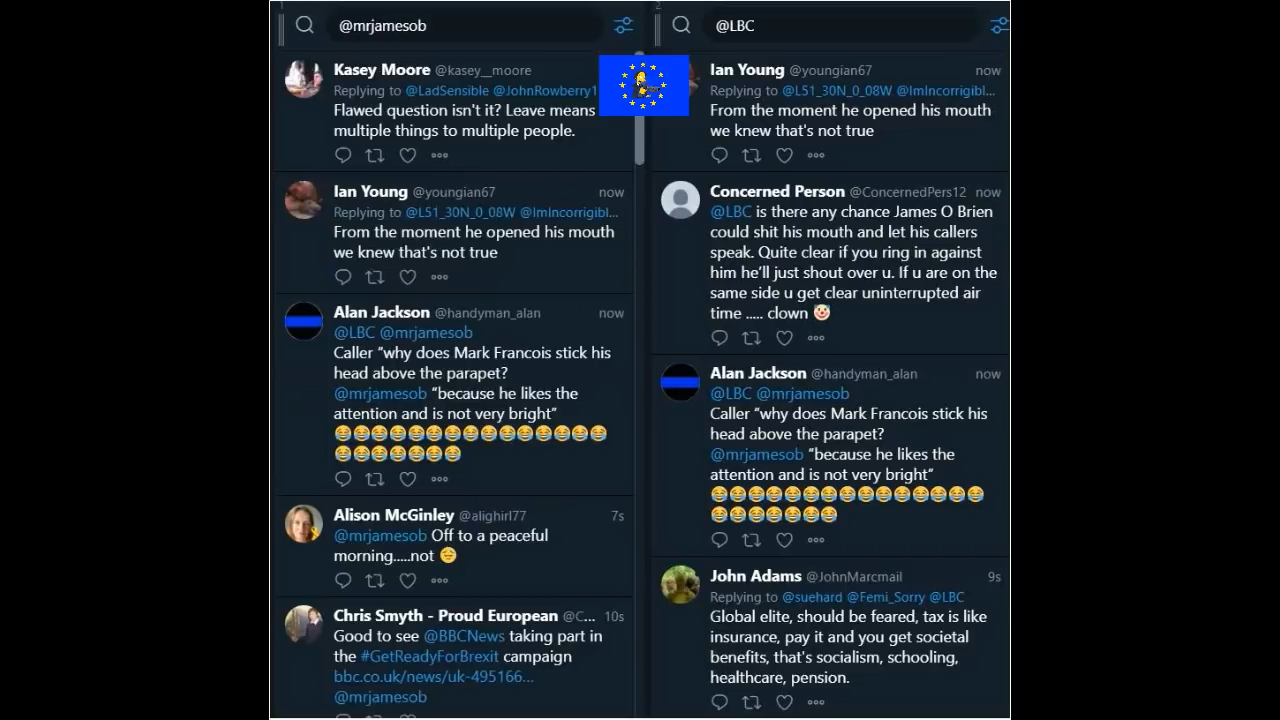 1
@mrjamesob
Kasey Moore @kasey__moore
Replying to @LadSensible @JohnRowberry1
Flawed question isn't it? Leave means
multiple things to multiple people.
Ian Young @youngian67 now
Replying to @L51_30N_0_08W @ImIncorrigibl...
From the moment he opened his mouth
we knew that's not true
Alan Jackson @handyman_alan now
@LBC @mrjamesob
Caller "why does Mark Francois stick his
head above the parapet?
@mrjamesob "because he likes the
attention and is not very bright"
😂😂😂😂😂😂😂😂😂😂😂😂😂😂😂
😂😂😂😂😂😂😂
Alison McGinley @alighirl77 7s
@mrjamesob Off to a peaceful
morning.....not 😔
Chris Smyth - Proud European @C... 10s
Good to see @BBCNews taking part in
the #GetReadyForBrexit campaign
bbc.co.uk/news/uk-495166...
@mrjamesob
2
@LBC
Ian Young @youngian67 now
Replying to @L51_30N_0_08W @ImIncorrigibl...
From the moment he opened his mouth
we knew that's not true
Concerned Person @ConcernedPers12 now
@LBC is there any chance James O Brien
could shit his mouth and let his callers
speak. Quite clear if you ring in against
him he'll just shout over u. If u are on the
same side u get clear uninterrupted air
time ..... clown 🤡
Alan Jackson @handyman_alan now
@LBC @mrjamesob
Caller "why does Mark Francois stick his
head above the parapet?
@mrjamesob "because he likes the
attention and is not very bright"
😂😂😂😂😂😂😂😂😂😂😂😂😂😂😂
😂😂😂😂😂😂😂
John Adams @JohnMarcmail 9s
Replying to @suehard @Femi_Sorry @LBC
Global elite, should be feared, tax is like
insurance, pay it and you get societal
benefits, that's socialism, schooling,
healthcare, pension.